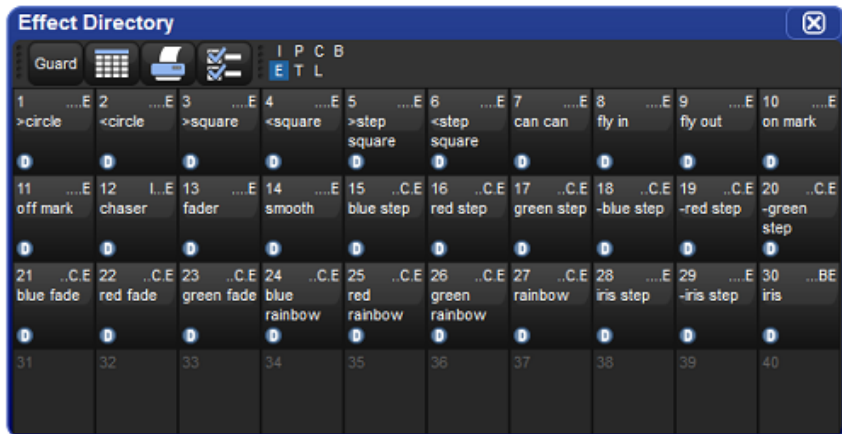 Effect Directory
Guard
I P C B
E T L
1 ....E 2 ....E 3 ....E 4 ....E 5 ....E 6 ....E 7 ....E 8 ....E 9 ....E 10 ....E
>circle <circle >square <square >step square <step square can can fly in fly out on mark
D D D D D D D D D D
11 ....E 12 I...E 13 ....E 14 ....E 15 ..C.E 16 ..C.E 17 ..C.E 18 ..C.E 19 ..C.E 20 ..C.E
off mark chaser fader smooth blue step red step green step -blue step -red step -green step
D D D D D D D D D D
21 ..C.E 22 ..C.E 23 ..C.E 24 ..C.E 25 ..C.E 26 ..C.E 27 ..C.E 28 ....E 29 ....E 30 ...BE
blue fade red fade green fade blue rainbow red rainbow green rainbow rainbow iris step -iris step iris
D D D D D D D D D D
31 32 33 34 35 36 37 38 39 40